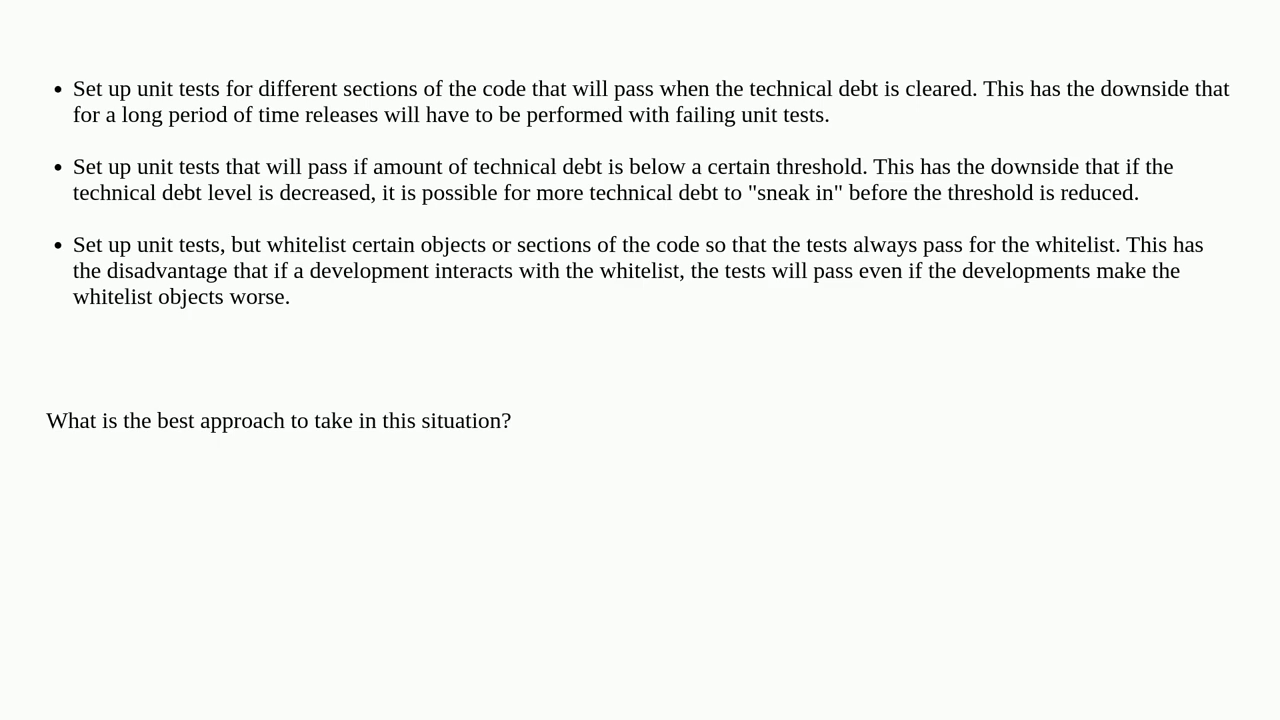 • Set up unit tests for different sections of the code that will pass when the technical debt is cleared. This has the downside that
for a long period of time releases will have to be performed with failing unit tests.
• Set up unit tests that will pass if amount of technical debt is below a certain threshold. This has the downside that if the
technical debt level is decreased, it is possible for more technical debt to "sneak in" before the threshold is reduced.
• Set up unit tests, but whitelist certain objects or sections of the code so that the tests always pass for the whitelist. This has
the disadvantage that if a development interacts with the whitelist, the tests will pass even if the developments make the
whitelist objects worse.
What is the best approach to take in this situation?